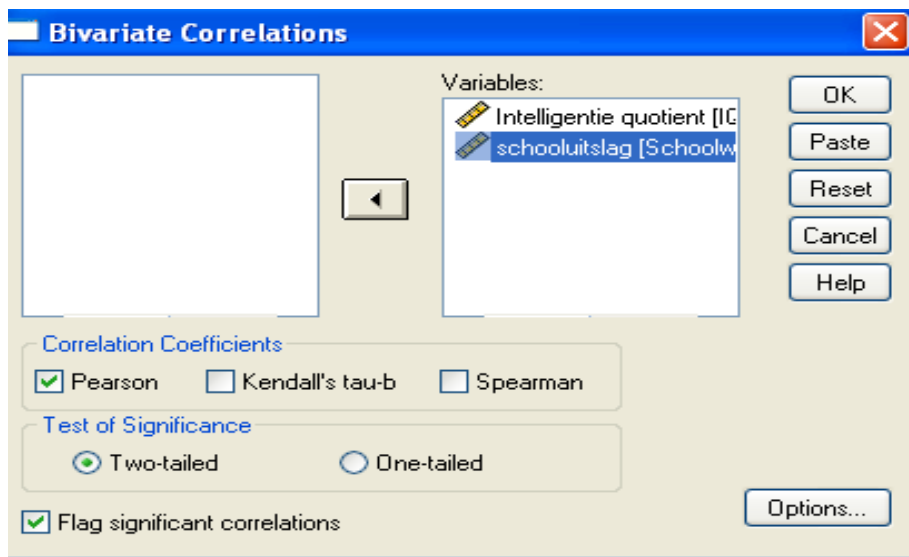 Bivariate Correlations
Variables:
Intelligentie quotient [IQ
schooluitslag [Schoolw
OK
Paste
Reset
Cancel
Help
Correlation Coefficients
Pearson Kendall's tau-b Spearman
Test of Significance
Two-tailed One-tailed
Flag significant correlations
Options...